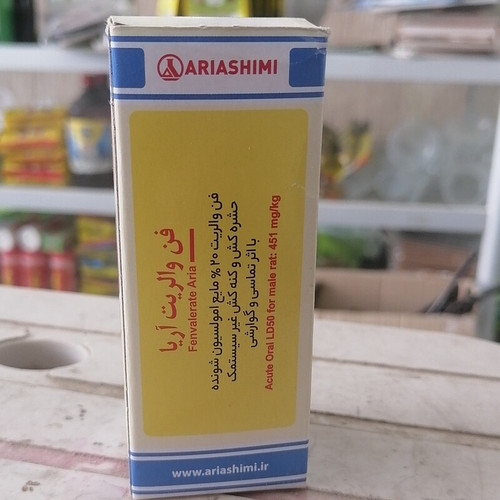 ARIASHIMI
فن والریت آریا
Fenvalerate Aria
فن والریت ۲۰ % مایع امولسیون شونده
حشره کش و کنه کش غیر سیستمیک
با اثر تماسی و گوارشی
Acute Oral LD50 for male rat: 451 mg/kg
www.ariashimi.ir